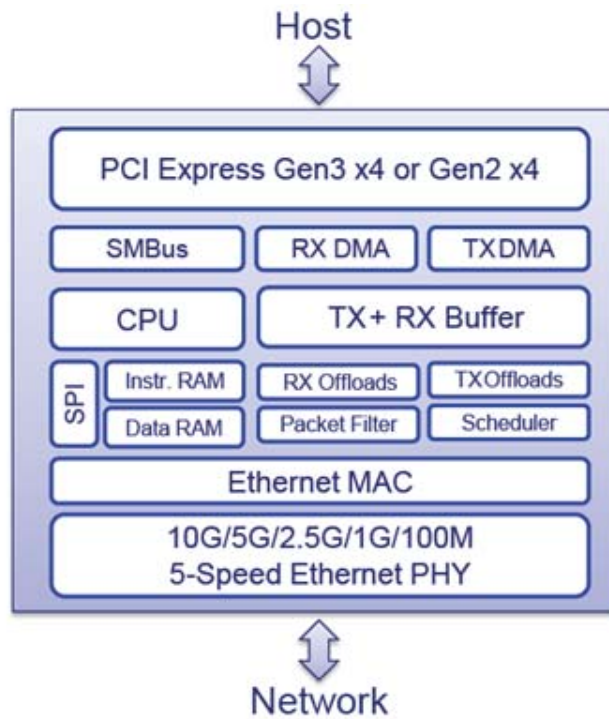 Host
PCI Express Gen3 x4 or Gen2 x4
SMBus
RX DMA
TXDMA
CPU
TX+ RX Buffer
SPI
Instr. RAM
RX Offloads
TXOffloads
Data RAM
Packet Filter
Scheduler
Ethernet MAC
10G/5G/2.5G/1G/100M
5-Speed Ethernet PHY
Network